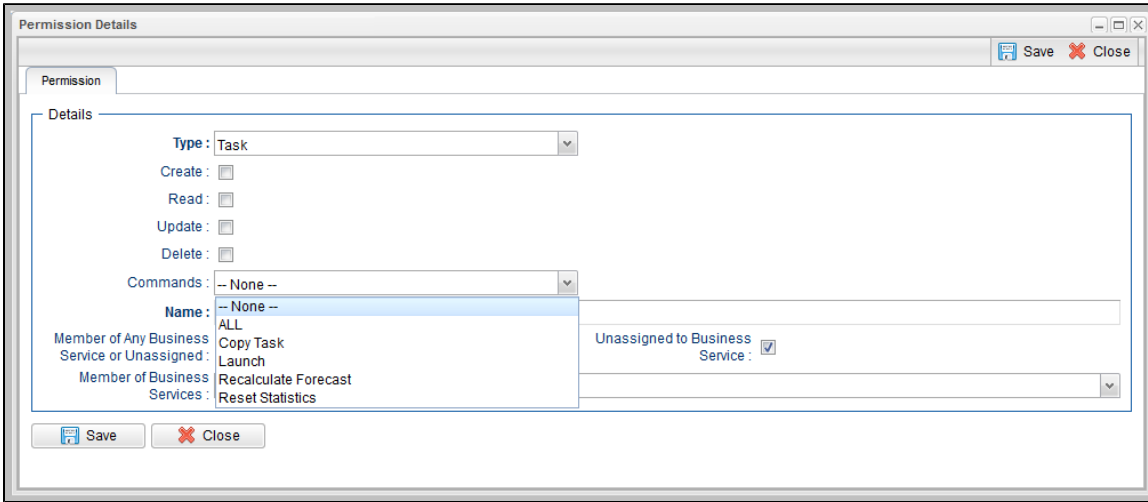 Permission Details
Save Close
Permission
Details
Type : Task
Create :
Read :
Update :
Delete :
Commands : -- None --
Name : -- None --
ALL
Member of Any Business Service or Unassigned :
Copy Task
Unassigned to Business Service :
Launch
Member of Business Services :
Recalculate Forecast
Reset Statistics
Save Close